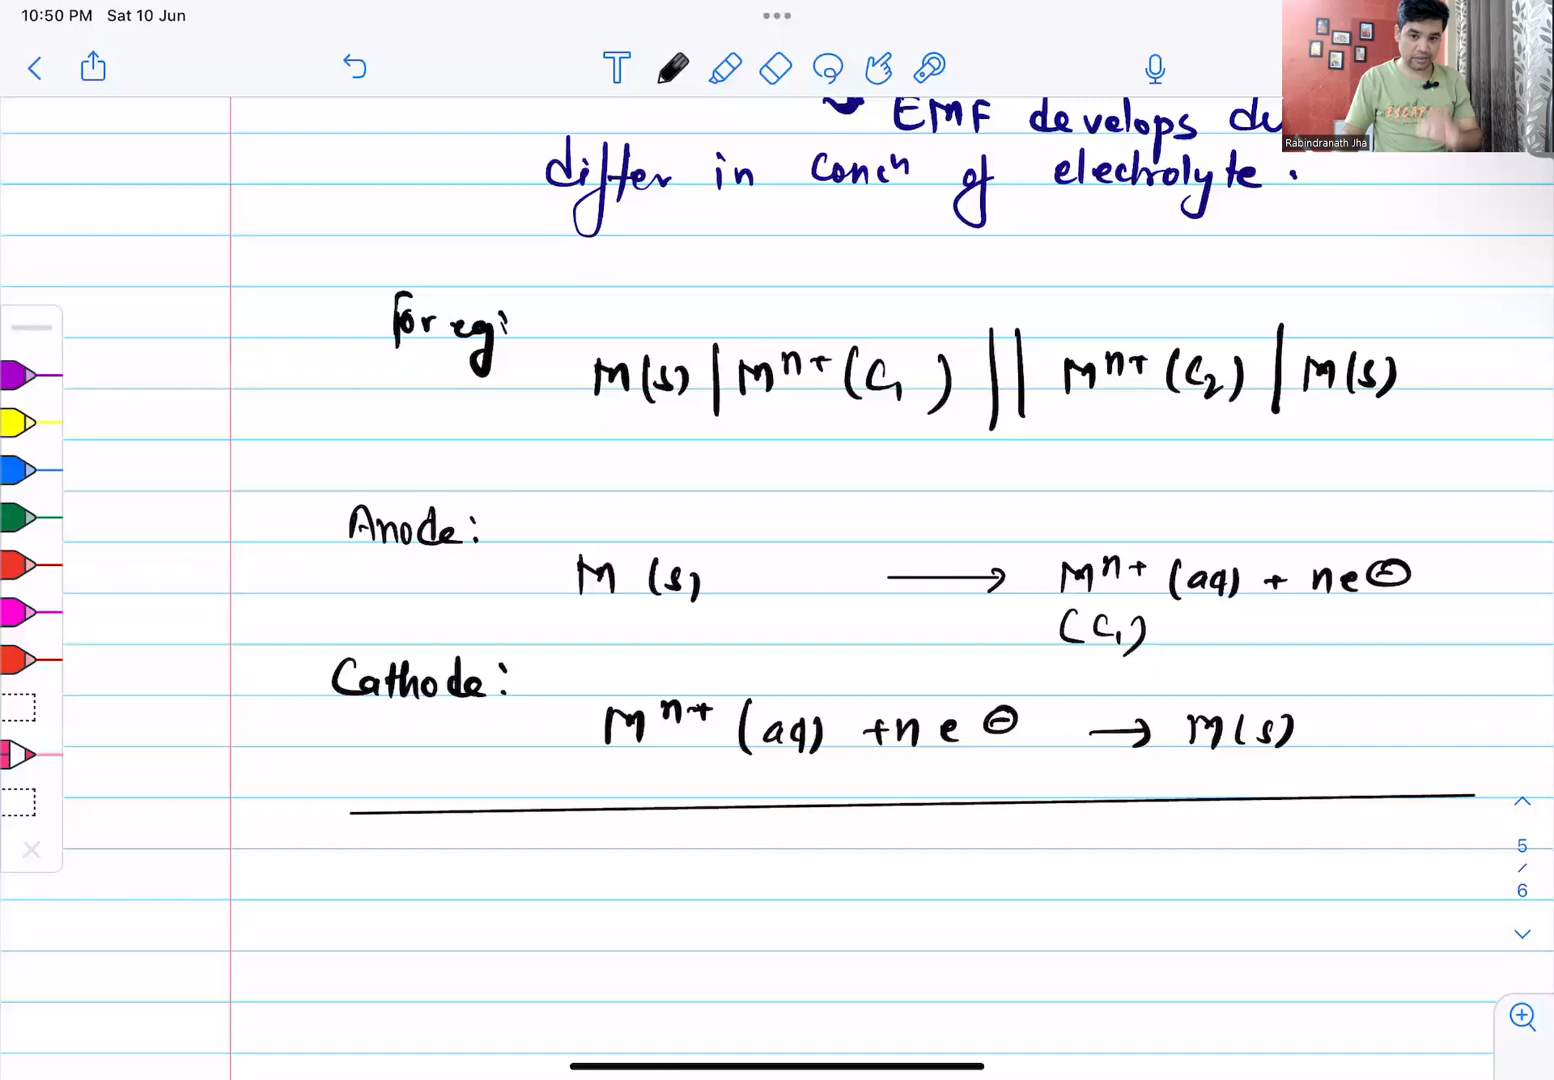 10:50 PM Sat 10 Jun
EMF develops du
differ in concn of electrolyte.
For eg:
M(s) | Mⁿ⁺(C₁) || Mⁿ⁺(C₂) | M(s)
Anode:
M (s) ⟶ Mⁿ⁺ (aq) + ne⊖
(C₁)
Cathode:
Mⁿ⁺ (aq) + n e⊖ → M(s)
5
/
6
ESCAP
Rabindranath Jha